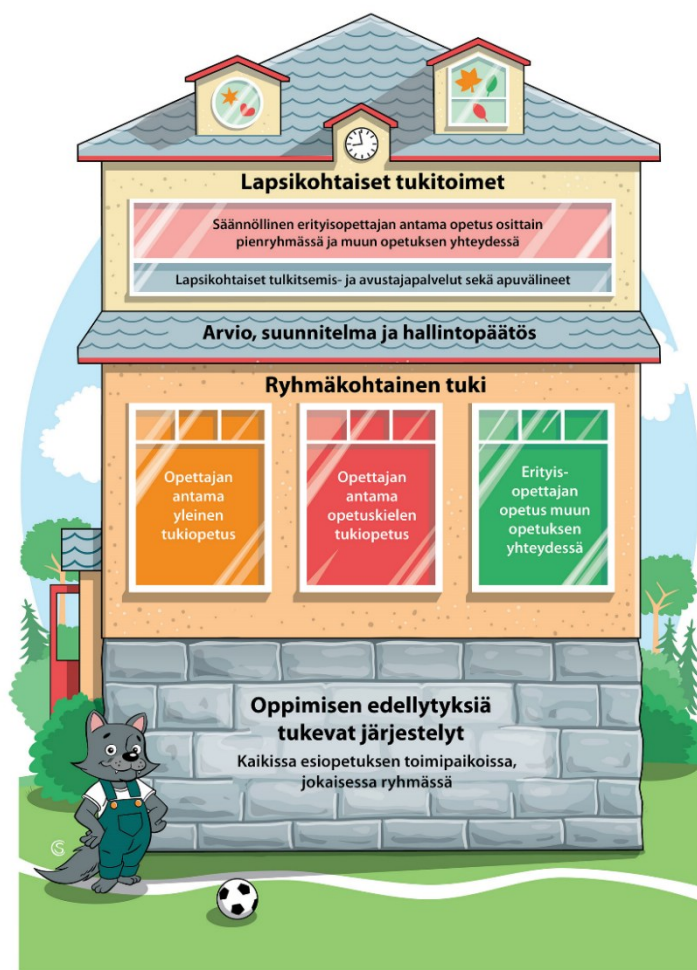 Lapsikohtaiset tukitoimet
Säännöllinen erityisopettajan antama opetus osittain
pienryhmässä ja muun opetuksen yhteydessä
Lapsikohtaiset tulkitsemis- ja avustajapalvelut sekä apuvälineet
Arvio, suunnitelma ja hallintopäätös
Ryhmäkohtainen tuki
Opettajan
antama
yleinen
tukiopetus
Opettajan
antama
opetuskielen
tukiopetus
Erityis-
opettajan
opetus muun
opetuksen
yhteydessä
Oppimisen edellytyksiä
tukevat järjestelyt
Kaikissa esiopetuksen toimipaikoissa,
jokaisessa ryhmässä